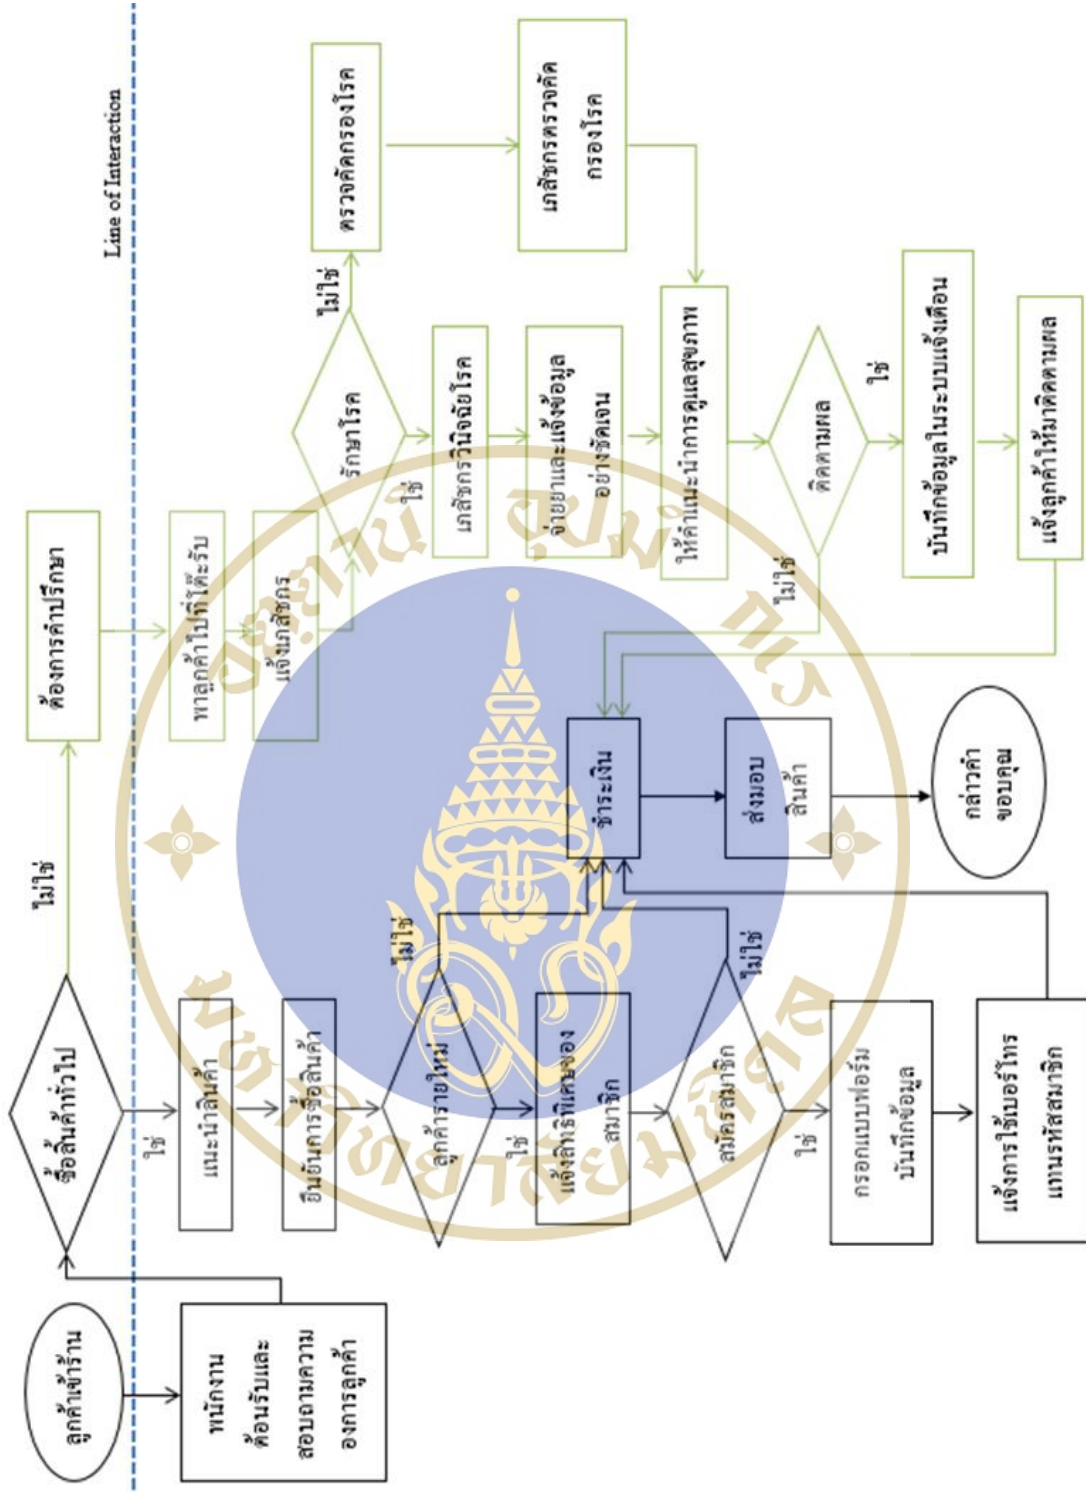 Line of Interaction
ลูกค้าเข้าร้าน
พนักงาน
ต้อนรับและ
สอบถามความ
องการลูกค้า
ซื้อสินค้าทั่วไป
ไม่ใช่
ต้องการคำปรึกษา
ใช่
แนะนำสินค้า
ยืนยันการซื้อสินค้า
ลูกค้ารายใหม่
ไม่ใช่
ใช่
แจ้งสิทธิพิเศษของ
สมาชิก
สมัครสมาชิก
ไม่ใช่
ใช่
กรอกแบบฟอร์ม
บันทึกข้อมูล
แจ้งการใช้เบอร์โทร
แทนรหัสสมาชิก
ชำระเงิน
ส่งมอบ
สินค้า
กล่าวคำ
ขอบคุณ
พาลูกค้าไปที่โต๊ะรับ
แจ้งเภสัชกร
รักษาโรค
ไม่ใช่
ตรวจคัดกรองโรค
เภสัชกรตรวจคัด
กรองโรค
ใช่
เภสัชกรวินิจฉัยโรค
จ่ายยาและแจ้งข้อมูล
อย่างชัดเจน
ให้คำแนะนำการดูแลสุขภาพ
ติดตามผล
ไม่ใช่
ใช่
บันทึกข้อมูลในระบบแจ้งเตือน
แจ้งลูกค้าให้มาติดตามผล
มหาวิทยาลัยมหิดล